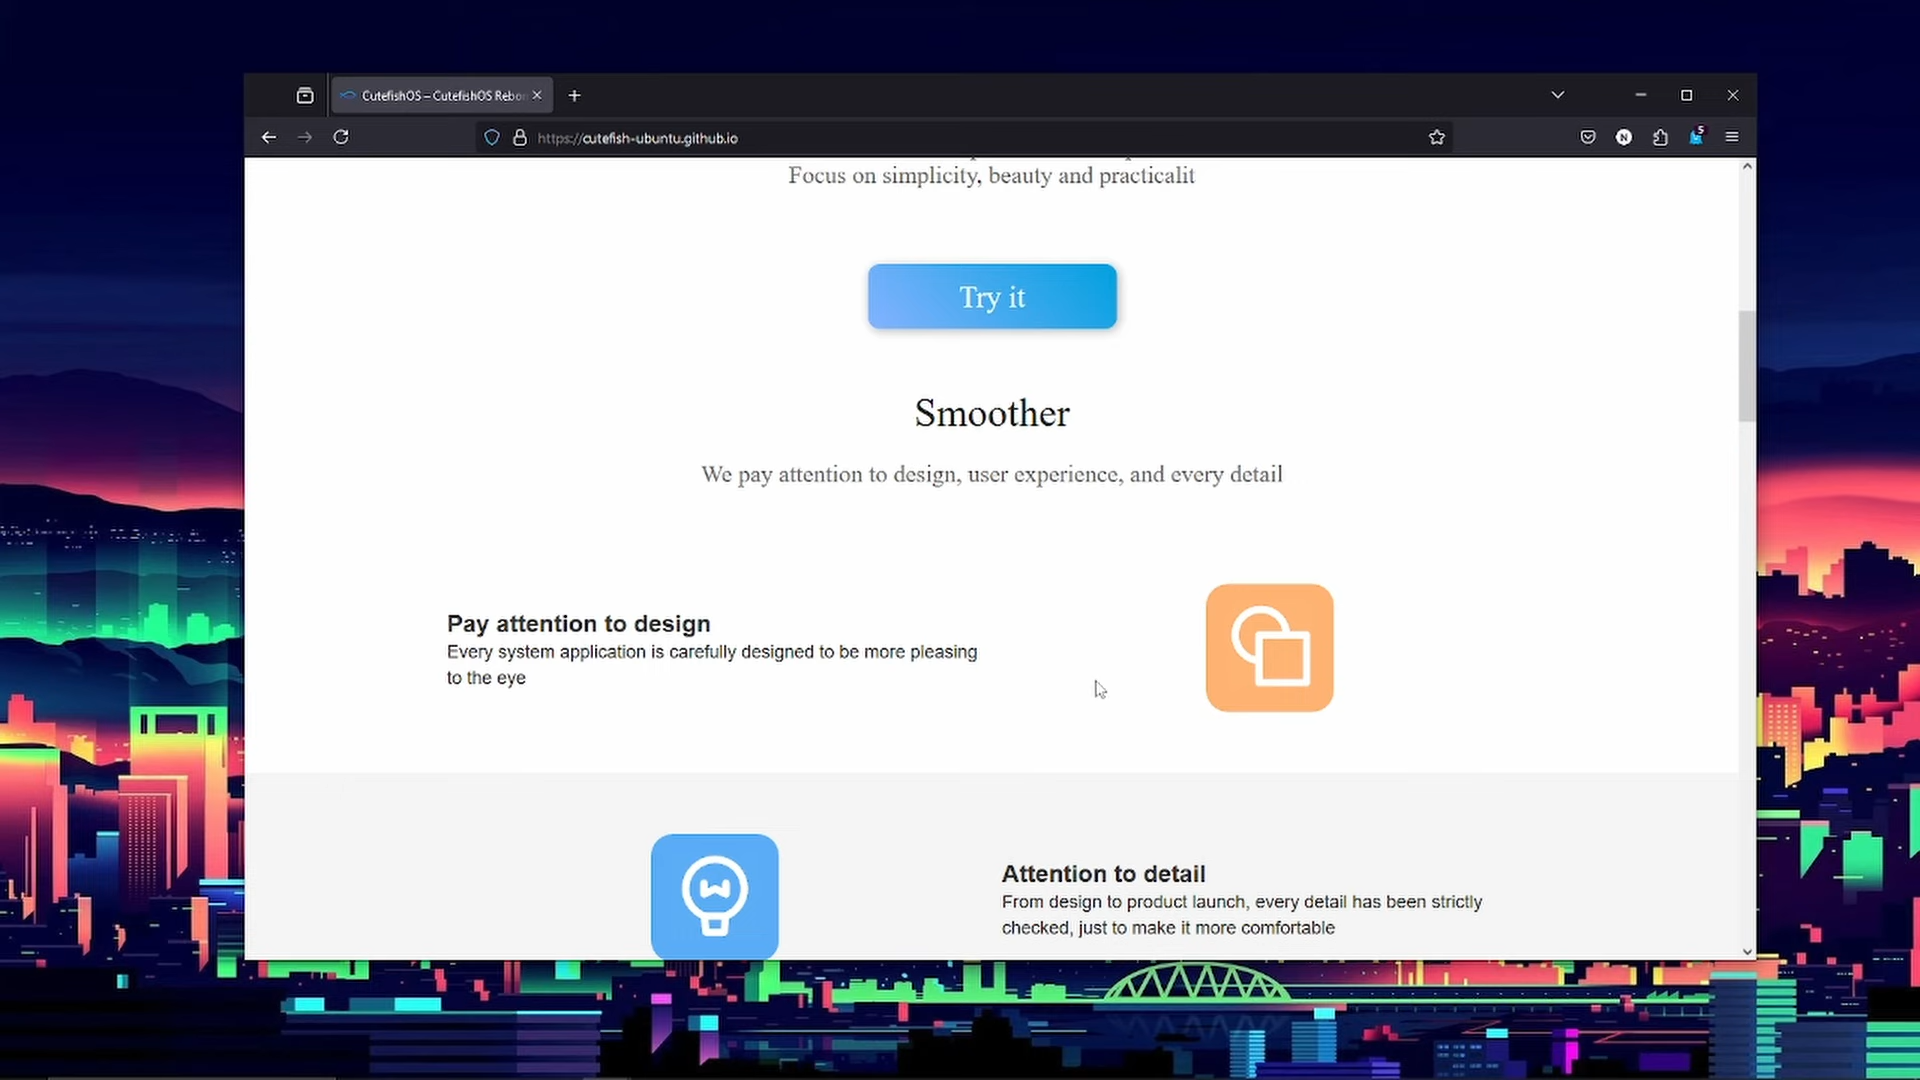 CutefishOS – CutefishOS Rebo
https://cutefish-ubuntu.github.io
N
5
Focus on simplicity, beauty and practicalit
Try it
Smoother
We pay attention to design, user experience, and every detail
Pay attention to design
Every system application is carefully designed to be more pleasing
to the eye
Attention to detail
From design to product launch, every detail has been strictly
checked, just to make it more comfortable